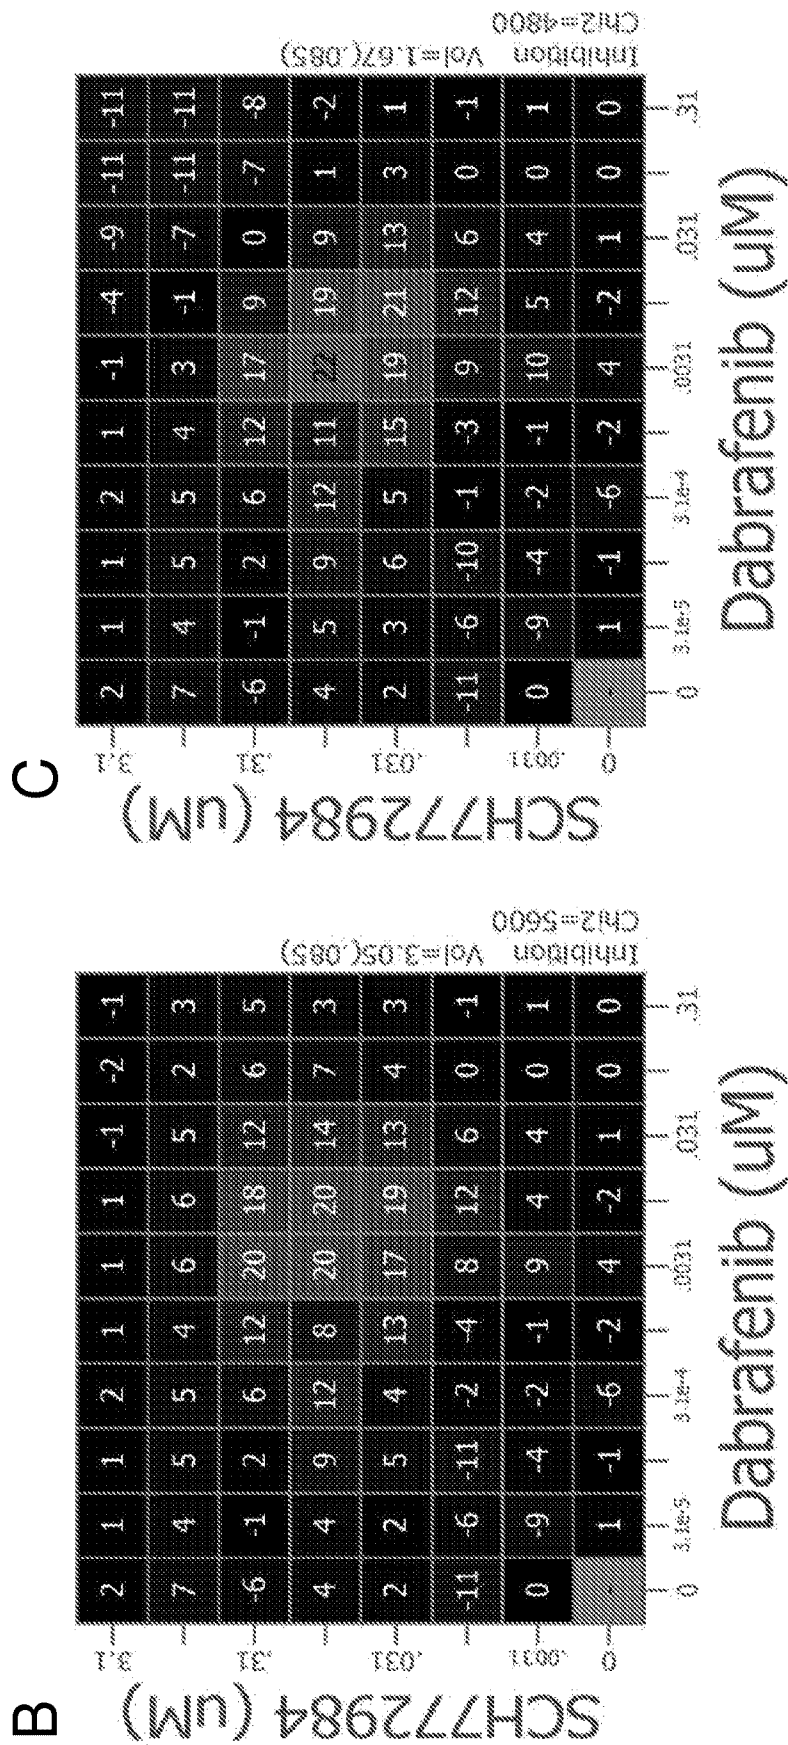 B
SCH772984 (uM)
3.1 2 1 1 2 1 1 1 -1 -2 -1
7 4 5 5 4 6 6 5 2 3
.31 -6 -1 2 6 12 20 18 12 6 5
4 4 9 12 8 20 20 14 7 3
.031 2 2 5 4 13 17 19 13 4 3
-11 -6 -11 -2 -4 8 12 6 0 -1
.0031 0 -9 -4 -2 -1 9 4 4 0 1
0 - 1 -1 -6 -2 4 -2 1 0 0
0 3.1e-5 3.1e-4 .0031 .031 .31
Dabrafenib (uM)
Inhibition Vol=3.05(.085)
Chi2=5600
C
SCH772984 (uM)
3.1 2 1 1 2 1 -1 -4 -9 -11 -11
7 4 5 5 4 3 -1 -7 -11 -11
.31 -6 -1 2 6 12 17 9 0 -7 -8
4 5 9 12 11 22 19 9 1 -2
.031 2 3 6 5 15 19 21 13 3 1
-11 -6 -10 -1 -3 9 12 6 0 -1
.0031 0 -9 -4 -2 -1 10 5 4 0 1
0 - 1 -1 -6 -2 4 -2 1 0 0
0 3.1e-5 3.1e-4 .0031 .031 .31
Dabrafenib (uM)
Inhibition Vol=1.67(.085)
Chi2=4800